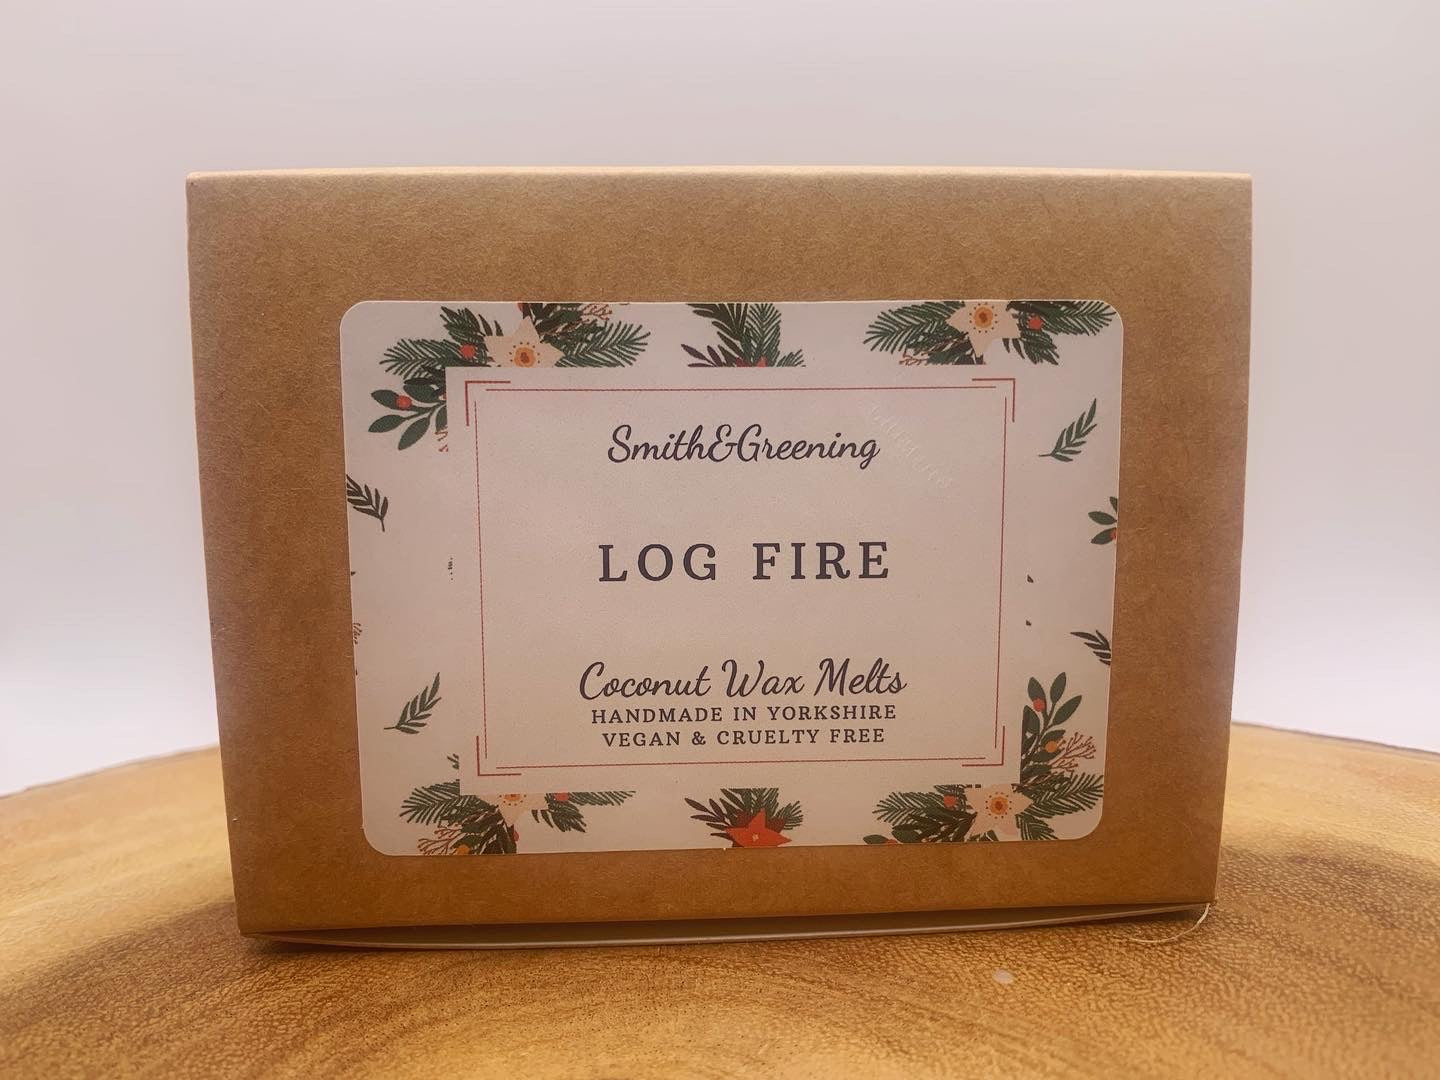 Smith&Greening
LOG FIRE
Coconut Wax Melts
HANDMADE IN YORKSHIRE
VEGAN & CRUELTY FREE